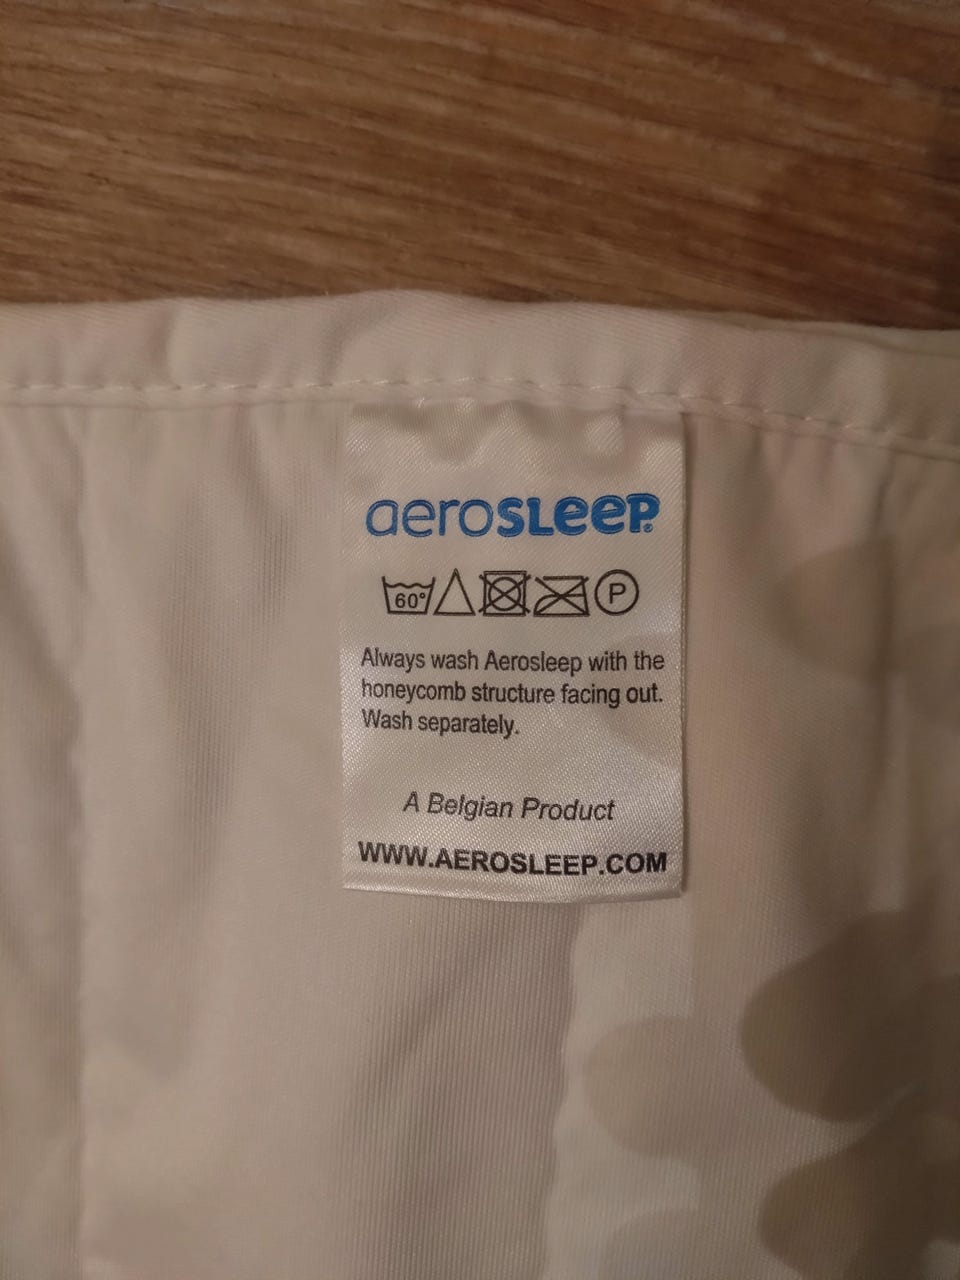 aerosleep®
60° P
Always wash Aerosleep with the
honeycomb structure facing out.
Wash separately.
A Belgian Product
WWW.AEROSLEEP.COM